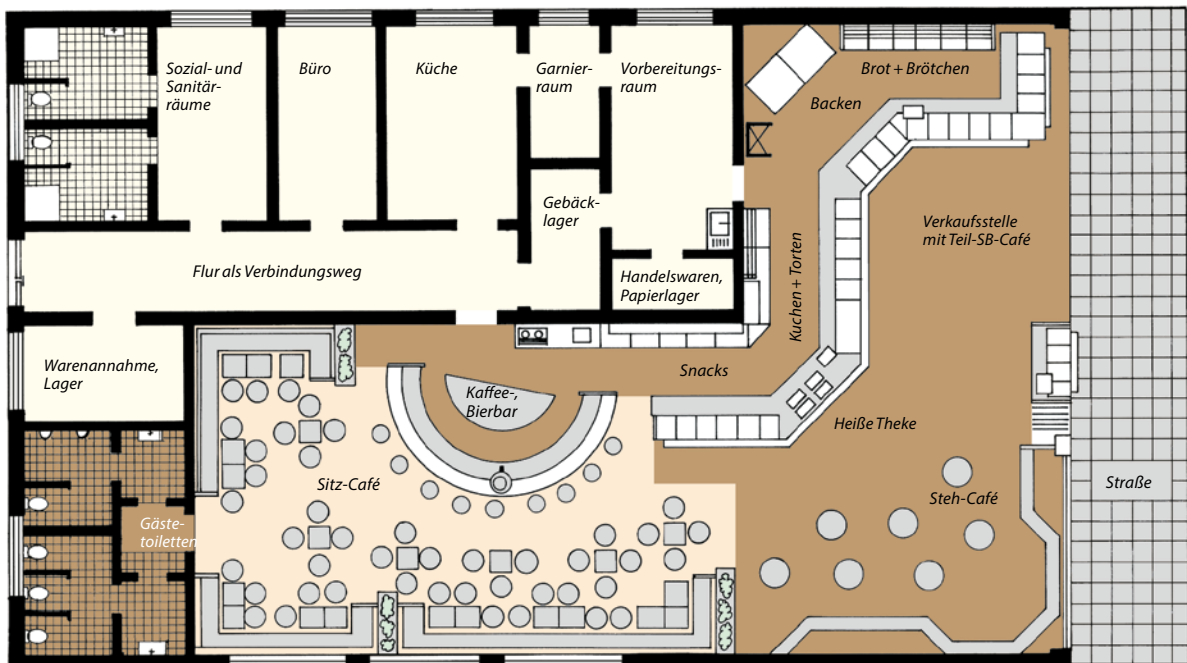 Sozial- und
Sanitär-
räume
Büro
Küche
Garnier-
raum
Vorbereitungs-
raum
Brot + Brötchen
Backen
Gebäck-
lager
Verkaufsstelle
mit Teil-SB-Café
Flur als Verbindungsweg
Handelswaren,
Papierlager
Kuchen + Torten
Warenannahme,
Lager
Snacks
Kaffee-,
Bierbar
Heiße Theke
Sitz-Café
Steh-Café
Straße
Gäste-
toiletten